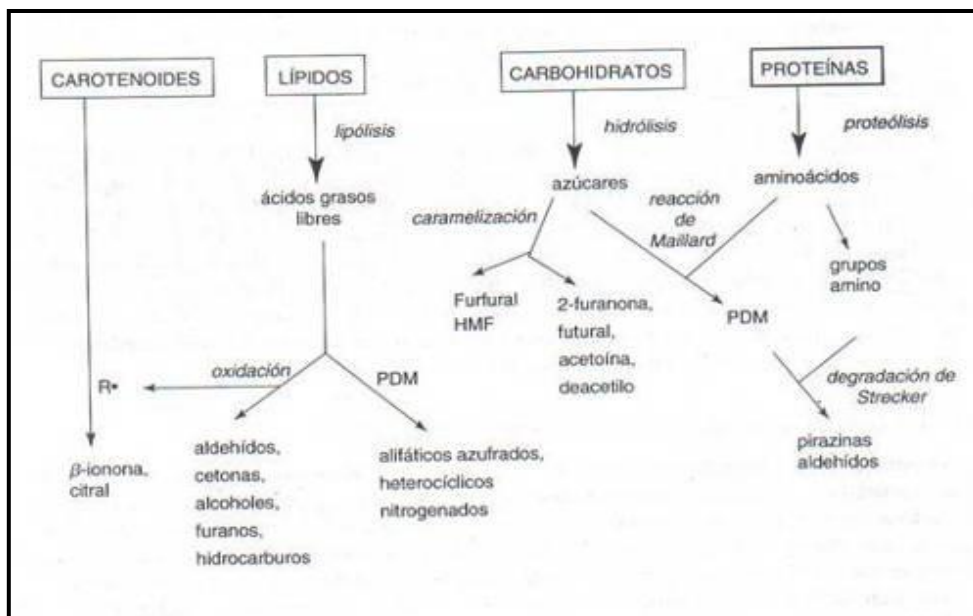 CAROTENOIDES
LÍPIDOS
CARBOHIDRATOS
PROTEÍNAS
lipólisis
hidrólisis
proteólisis
ácidos grasos
libres
azúcares
aminoácidos
caramelización
reacción
de
Maillard
grupos
amino
Furfural
HMF
2-furanona,
futural,
acetoína,
deacetilo
PDM
R•
oxidación
PDM
degradación de
Strecker
β-ionona,
citral
aldehídos,
cetonas,
alcoholes,
furanos,
hidrocarburos
alifáticos azufrados,
heterocíclicos
nitrogenados
pirazinas
aldehídos